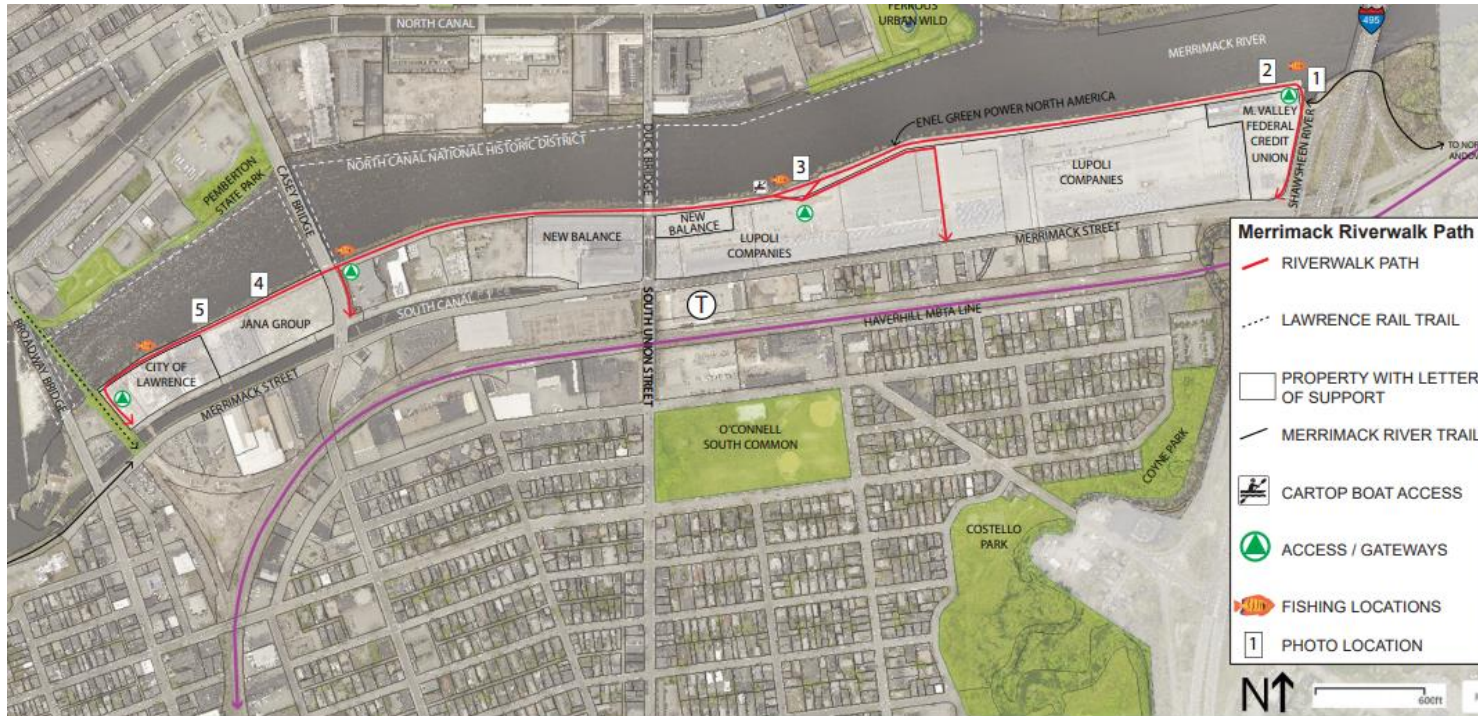 NORTH CANAL
FERROUS
URBAN WILD
495
MERRIMACK RIVER
2
1
ENEL GREEN POWER NORTH AMERICA
M. VALLEY
FEDERAL
CREDIT
UNION
SHAWSHEEN RIVER
DUCK BRIDGE
NORTH CANAL NATIONAL HISTORIC DISTRICT
3
LUPOLI
COMPANIES
PEMBERTON
STATE PARK
CASEY BRIDGE
NEW
BALANCE
NEW BALANCE
LUPOLI
COMPANIES
MERRIMACK STREET
4
5
JANA GROUP
SOUTH CANAL
T
SOUTH UNION STREET
HAVERHILL MBTA LINE
BROADWAY BRIDGE
CITY OF
LAWRENCE
MERRIMACK STREET
O'CONNELL
SOUTH COMMON
COYNE PARK
COSTELLO
PARK
Merrimack Riverwalk Path
RIVERWALK PATH
LAWRENCE RAIL TRAIL
PROPERTY WITH LETTER
OF SUPPORT
MERRIMACK RIVER TRAIL
CARTOP BOAT ACCESS
ACCESS / GATEWAYS
FISHING LOCATIONS
1
PHOTO LOCATION
N
600ft